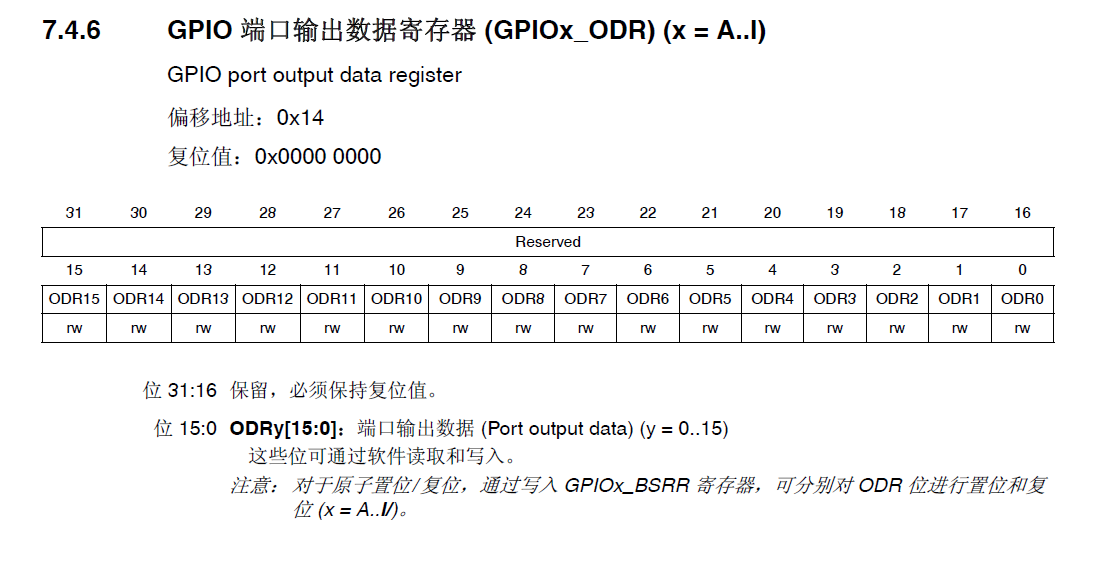 7.4.6 GPIO 端口输出数据寄存器 (GPIOx_ODR) (x = A..I)
GPIO port output data register
偏移地址：0x14
复位值：0x0000 0000
31 30 29 28 27 26 25 24 23 22 21 20 19 18 17 16
Reserved
15 14 13 12 11 10 9 8 7 6 5 4 3 2 1 0
ODR15 ODR14 ODR13 ODR12 ODR11 ODR10 ODR9 ODR8 ODR7 ODR6 ODR5 ODR4 ODR3 ODR2 ODR1 ODR0
rw rw rw rw rw rw rw rw rw rw rw rw rw rw rw rw
位 31:16 保留，必须保持复位值。
位 15:0 ODRy[15:0]：端口输出数据 (Port output data) (y = 0..15)
这些位可通过软件读取和写入。
注意： 对于原子置位/复位，通过写入 GPIOx_BSRR 寄存器，可分别对 ODR 位进行置位和复
位 (x = A..I/)。